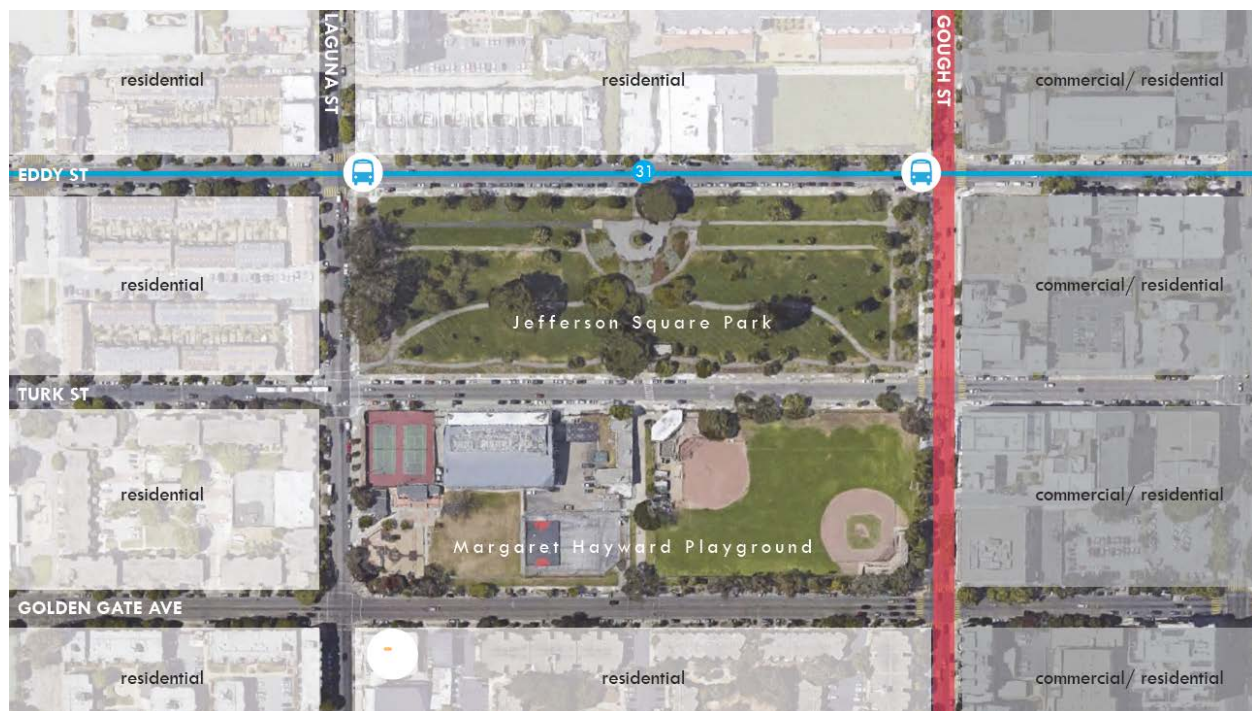 LAGUNA ST
GOUGH ST
residential
residential
commercial/ residential
EDDY ST
31
residential
commercial/ residential
Jefferson Square Park
TURK ST
residential
commercial/ residential
Margaret Hayward Playground
GOLDEN GATE AVE
residential
residential
commercial/ residential